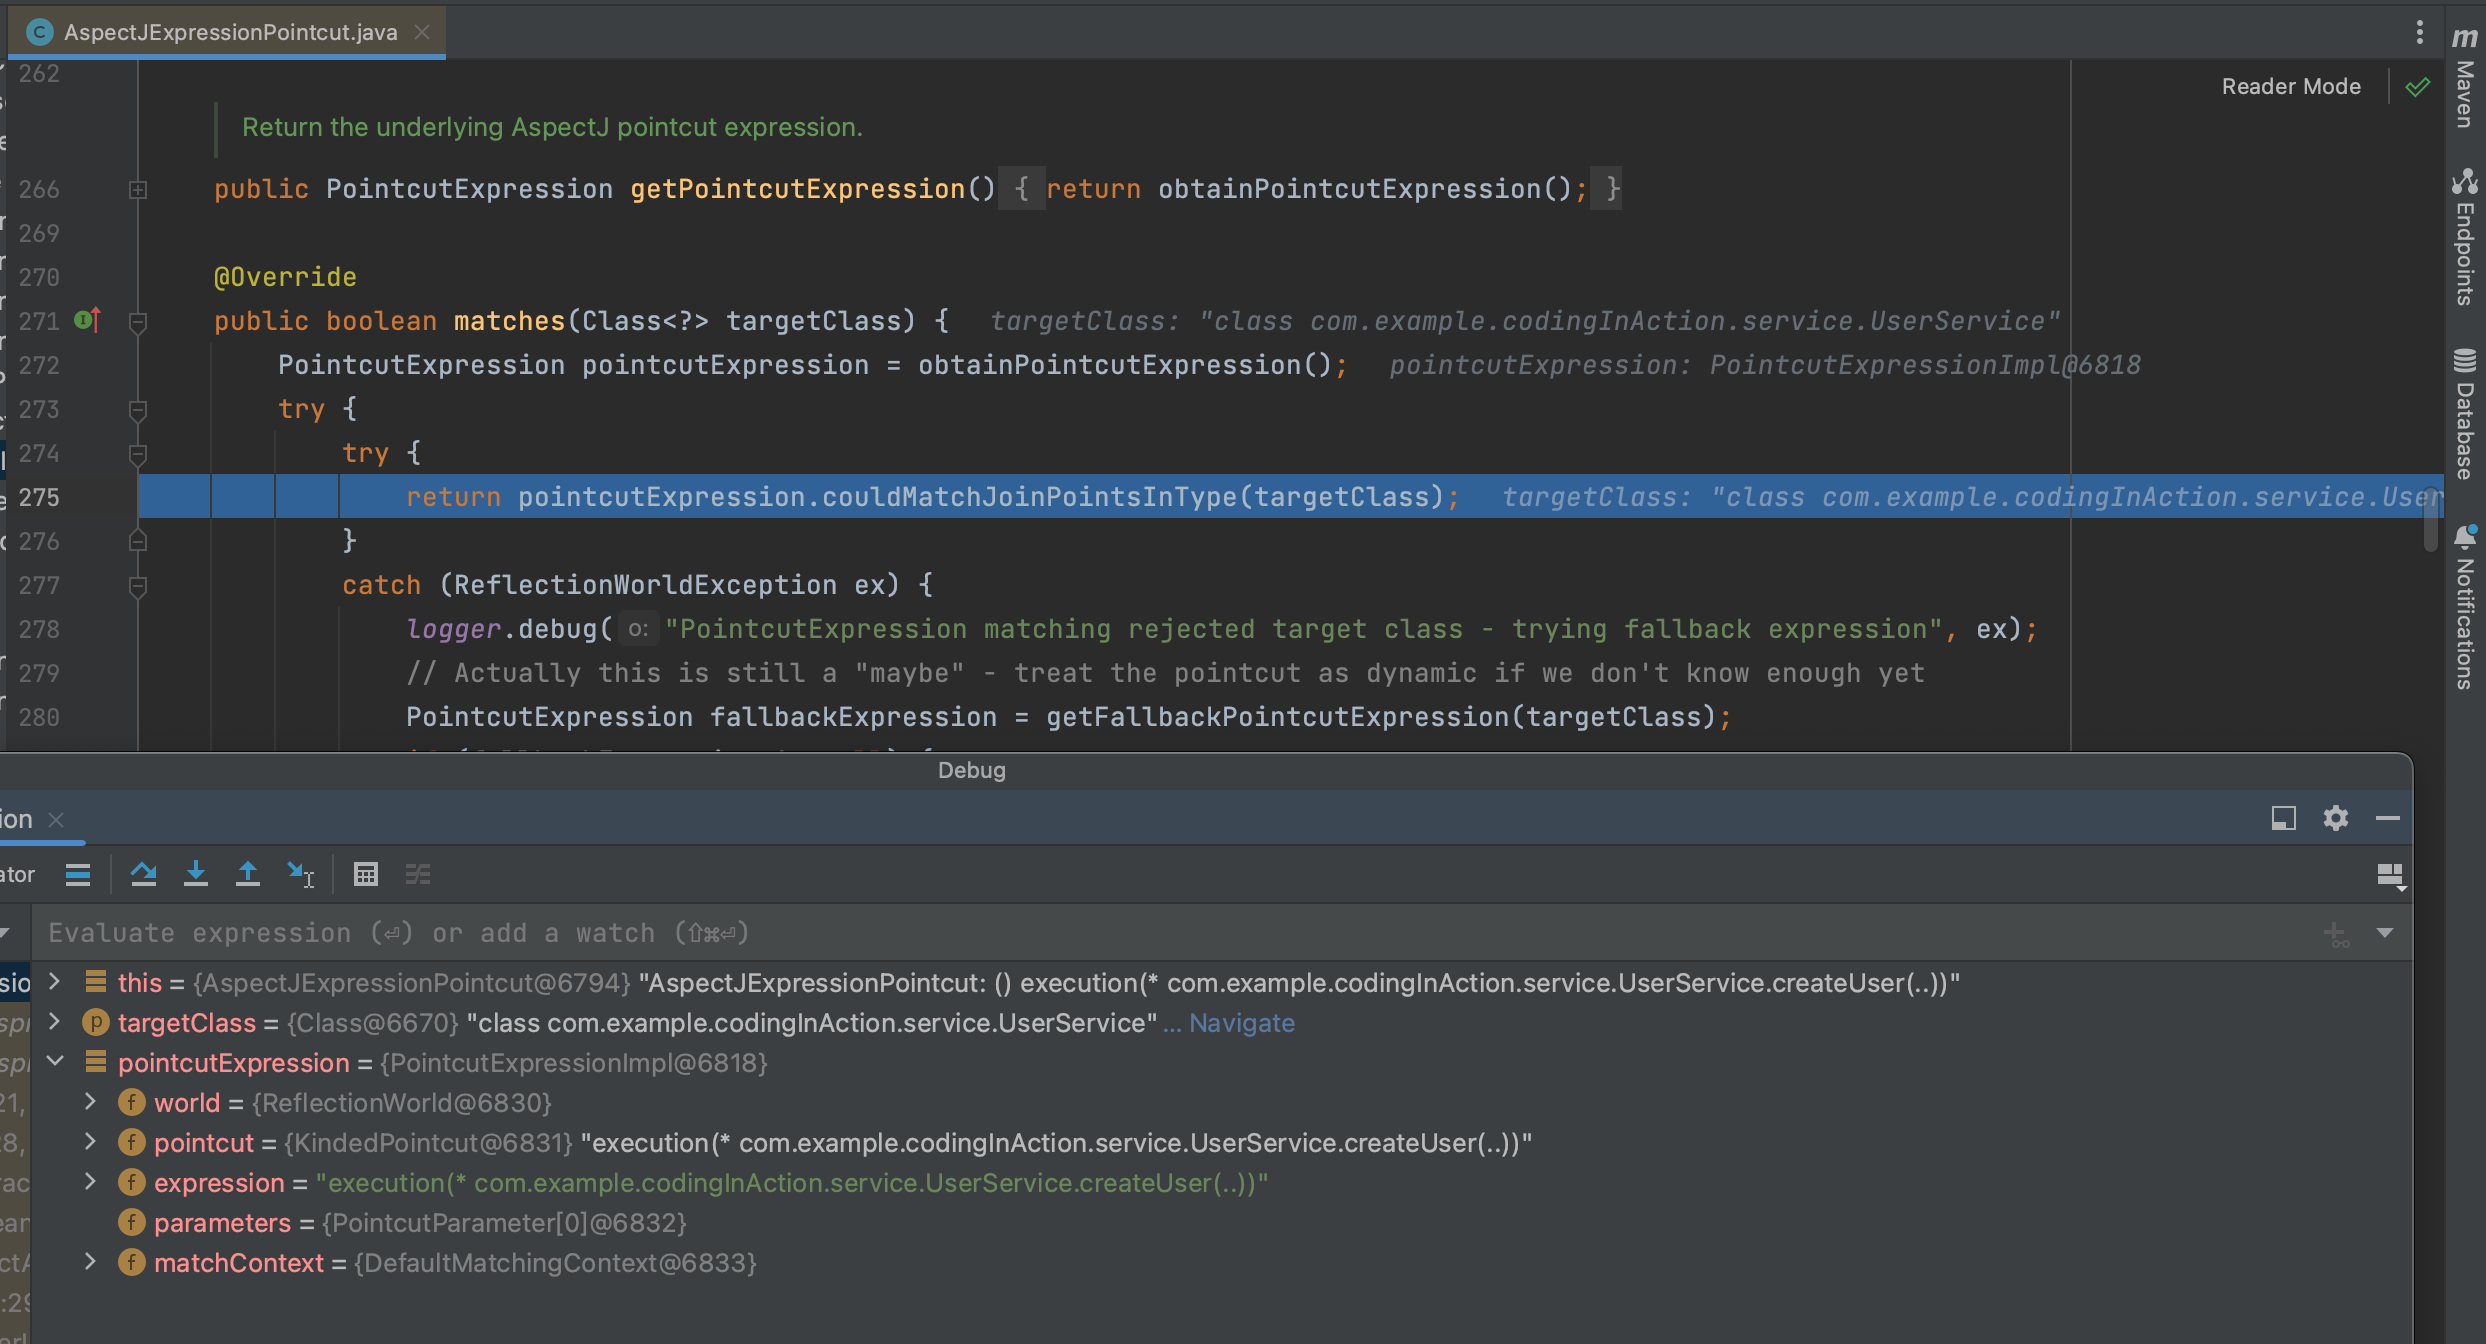 AspectJExpressionPointcut.java
Reader Mode
262
Return the underlying AspectJ pointcut expression.
266 public PointcutExpression getPointcutExpression() { return obtainPointcutExpression(); }
269
270 @Override
271 public boolean matches(Class<?> targetClass) { targetClass: "class com.example.codingInAction.service.UserService"
272 PointcutExpression pointcutExpression = obtainPointcutExpression(); pointcutExpression: PointcutExpressionImpl@6818
273 try {
274 try {
275 return pointcutExpression.couldMatchJoinPointsInType(targetClass); targetClass: "class com.example.codingInAction.service.User
276 }
277 catch (ReflectionWorldException ex) {
278 logger.debug( o: "PointcutExpression matching rejected target class - trying fallback expression", ex);
279 // Actually this is still a "maybe" - treat the pointcut as dynamic if we don't know enough yet
280 PointcutExpression fallbackExpression = getFallbackPointcutExpression(targetClass);
Maven
Endpoints
Database
Notifications
Debug
ion
ator
Evaluate expression (⏎) or add a watch (⇧⌘⏎)
this = {AspectJExpressionPointcut@6794} "AspectJExpressionPointcut: () execution(* com.example.codingInAction.service.UserService.createUser(..))"
targetClass = {Class@6670} "class com.example.codingInAction.service.UserService" ... Navigate
pointcutExpression = {PointcutExpressionImpl@6818}
world = {ReflectionWorld@6830}
pointcut = {KindedPointcut@6831} "execution(* com.example.codingInAction.service.UserService.createUser(..))"
expression = "execution(* com.example.codingInAction.service.UserService.createUser(..))"
parameters = {PointcutParameter[0]@6832}
matchContext = {DefaultMatchingContext@6833}